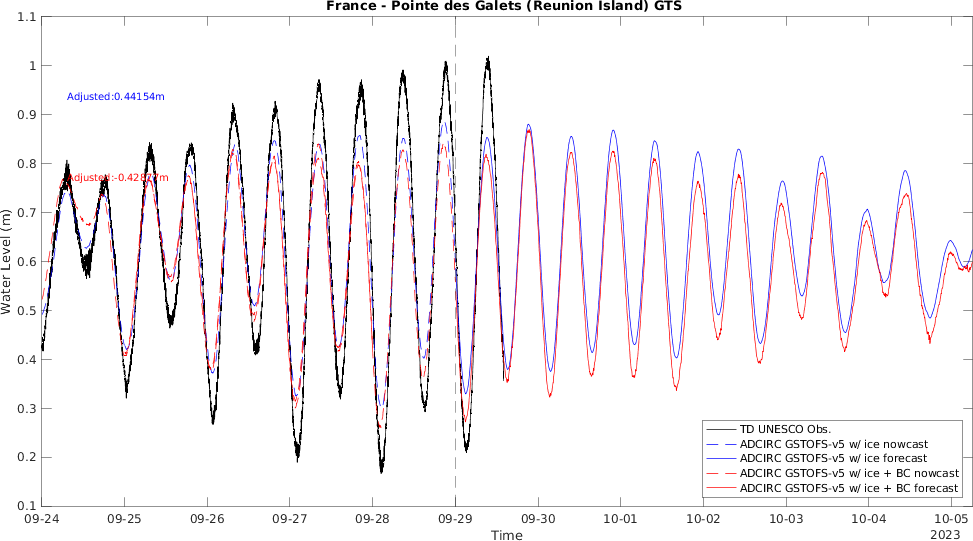 France - Pointe des Galets (Reunion Island) GTS
1.1
1
0.9
0.8
0.7
0.6
0.5
0.4
0.3
0.2
0.1
Water Level (m)
Adjusted:0.44154m
TD UNESCO Obs.
ADCIRC GSTOFS-v5 w/ ice nowcast
ADCIRC GSTOFS-v5 w/ ice forecast
ADCIRC GSTOFS-v5 w/ ice + BC nowcast
ADCIRC GSTOFS-v5 w/ ice + BC forecast
09-24 09-25 09-26 09-27 09-28 09-29 09-30 10-01 10-02 10-03 10-04 10-05
2023
Time